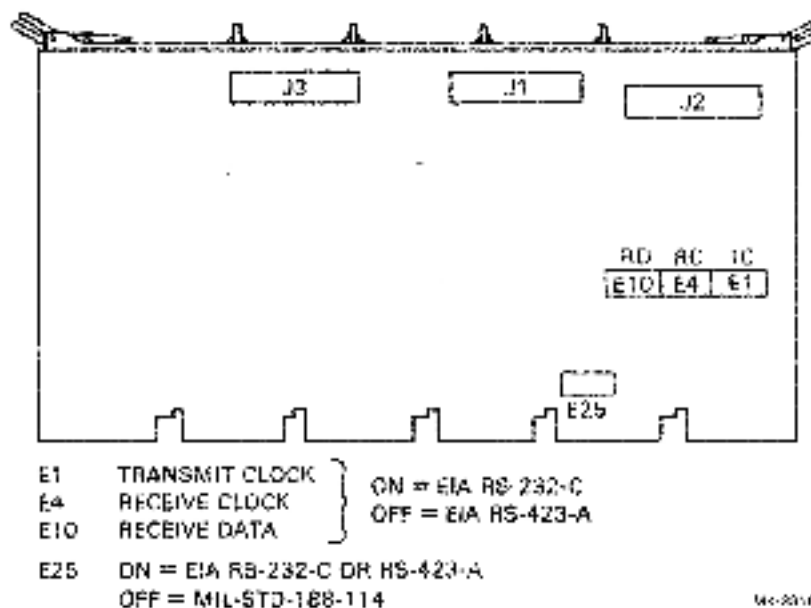 J3 J1 J2
RD RC TC
E10 E4 E1
E25
E1 TRANSMIT CLOCK
E4 RECEIVE CLOCK
E10 RECEIVE DATA
ON = EIA RS-232-C
OFF = EIA RS-423-A
E25 ON = EIA RS-232-C OR RS-423-A
OFF = MIL-STD-188-114